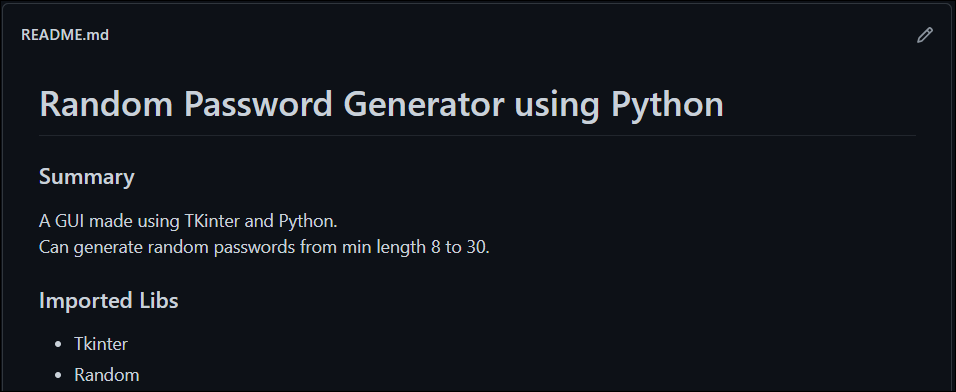 README.md
Random Password Generator using Python
Summary
A GUI made using TKinter and Python.
Can generate random passwords from min length 8 to 30.
Imported Libs
Tkinter
Random